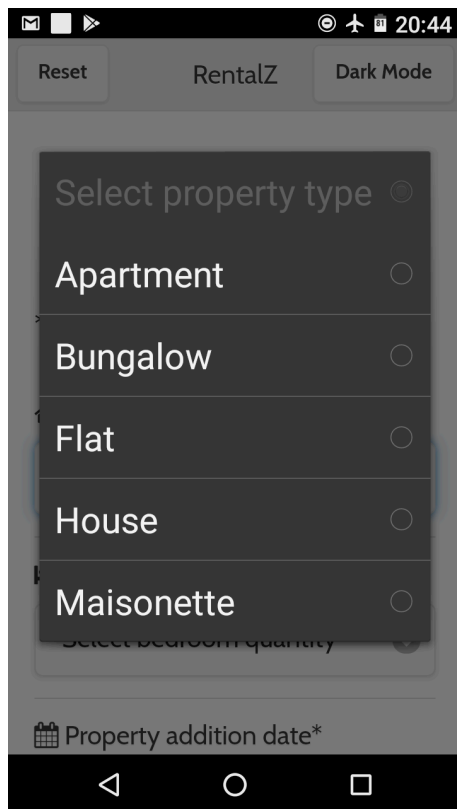 81 20:44
Reset RentalZ Dark Mode
Select property type
Apartment
Bungalow
Flat
House
Maisonette
Select bedroom quantity
Property addition date*